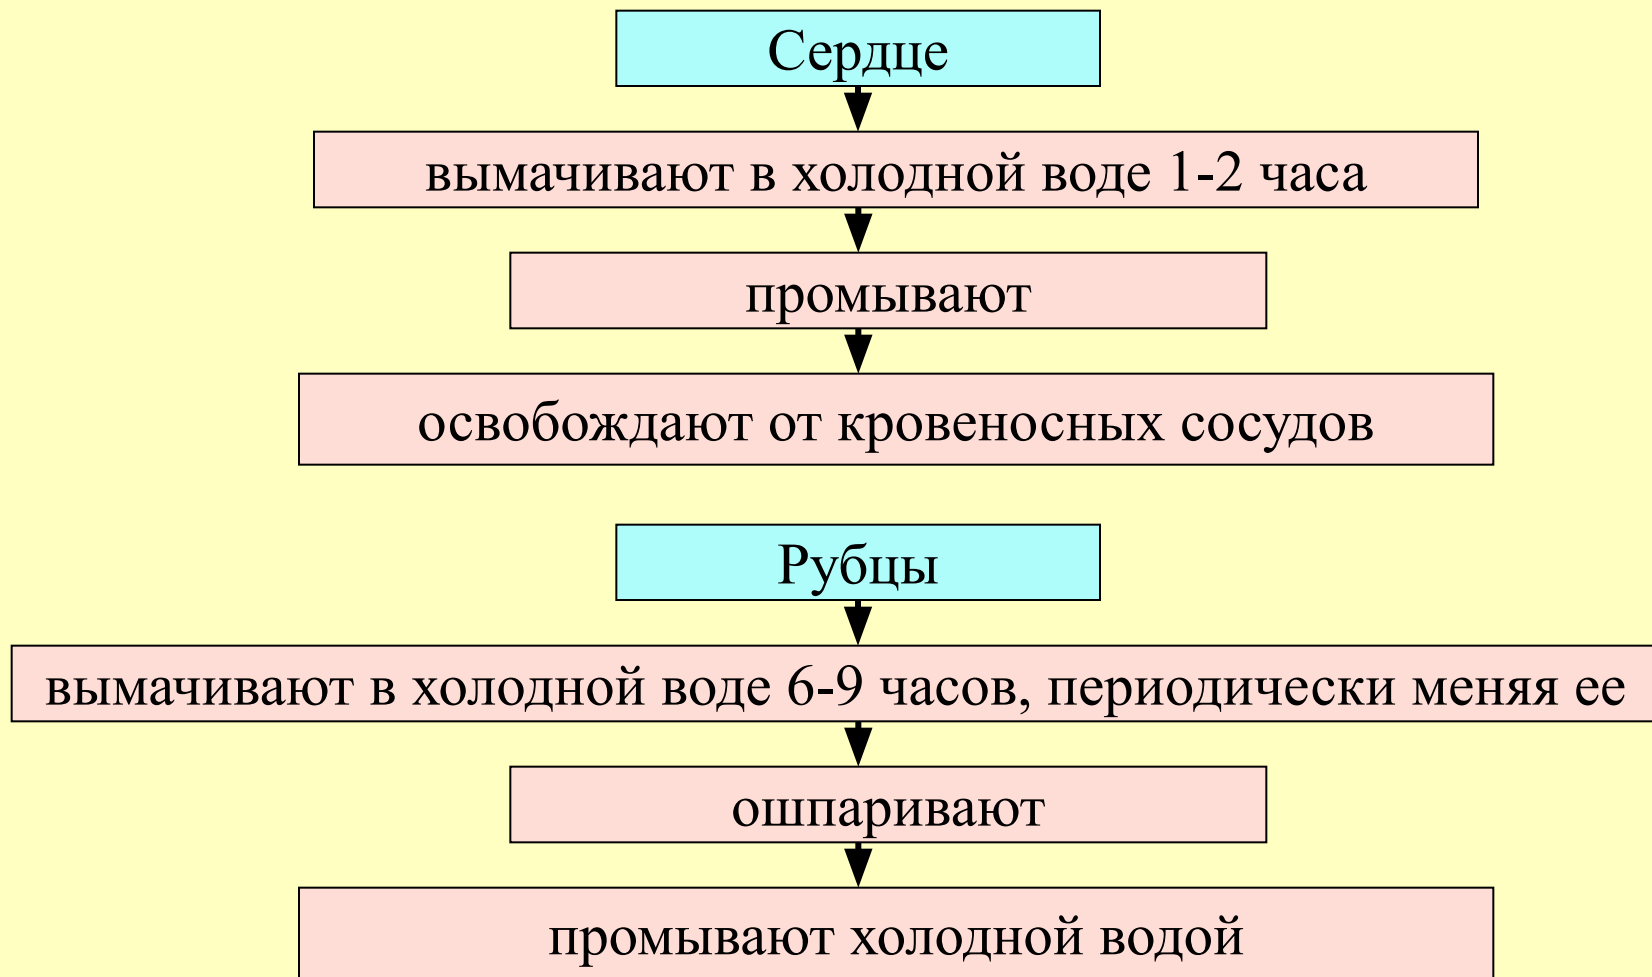 Сердце
вымачивают в холодной воде 1-2 часа
промывают
освобождают от кровеносных сосудов
Рубцы
вымачивают в холодной воде 6-9 часов, периодически меняя ее
ошпаривают
промывают холодной водой